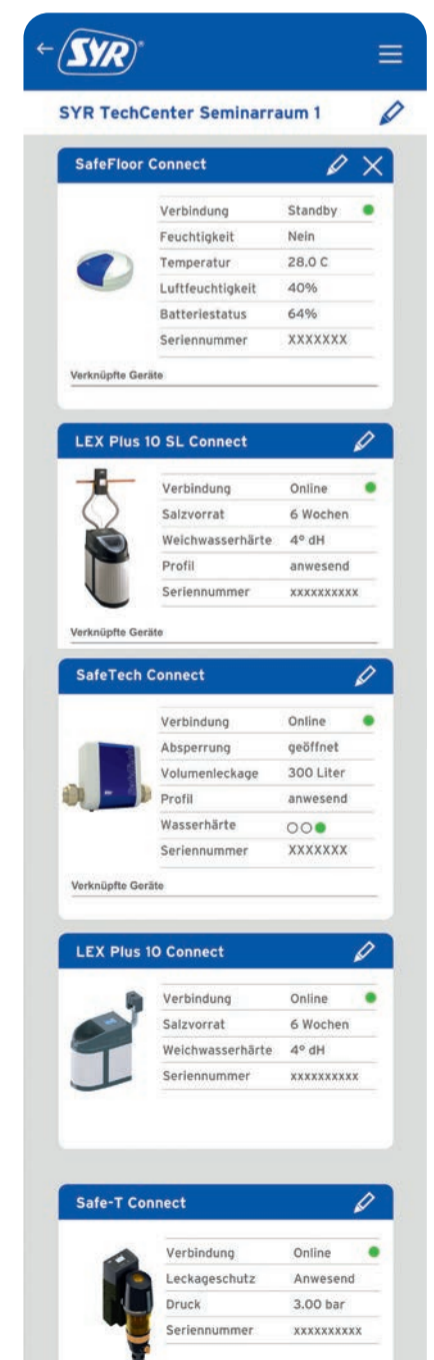 SYR
SYR TechCenter Seminarraum 1
SafeFloor Connect
Verbindung Standby
Feuchtigkeit Nein
Temperatur 28.0 C
Luftfeuchtigkeit 40%
Batteriestatus 64%
Seriennummer XXXXXXX
Verknüpfte Geräte
LEX Plus 10 SL Connect
Verbindung Online
Salzvorrat 6 Wochen
Weichwasserhärte 4° dH
Profil anwesend
Seriennummer xxxxxxxxxx
Verknüpfte Geräte
SafeTech Connect
Verbindung Online
Absperrung geöffnet
Volumenleckage 300 Liter
Profil anwesend
Wasserhärte
Seriennummer XXXXXXX
Verknüpfte Geräte
LEX Plus 10 Connect
Verbindung Online
Salzvorrat 6 Wochen
Weichwasserhärte 4° dH
Seriennummer xxxxxxxxxx
Safe-T Connect
Verbindung Online
Leckageschutz Anwesend
Druck 3.00 bar
Seriennummer xxxxxxxxxx